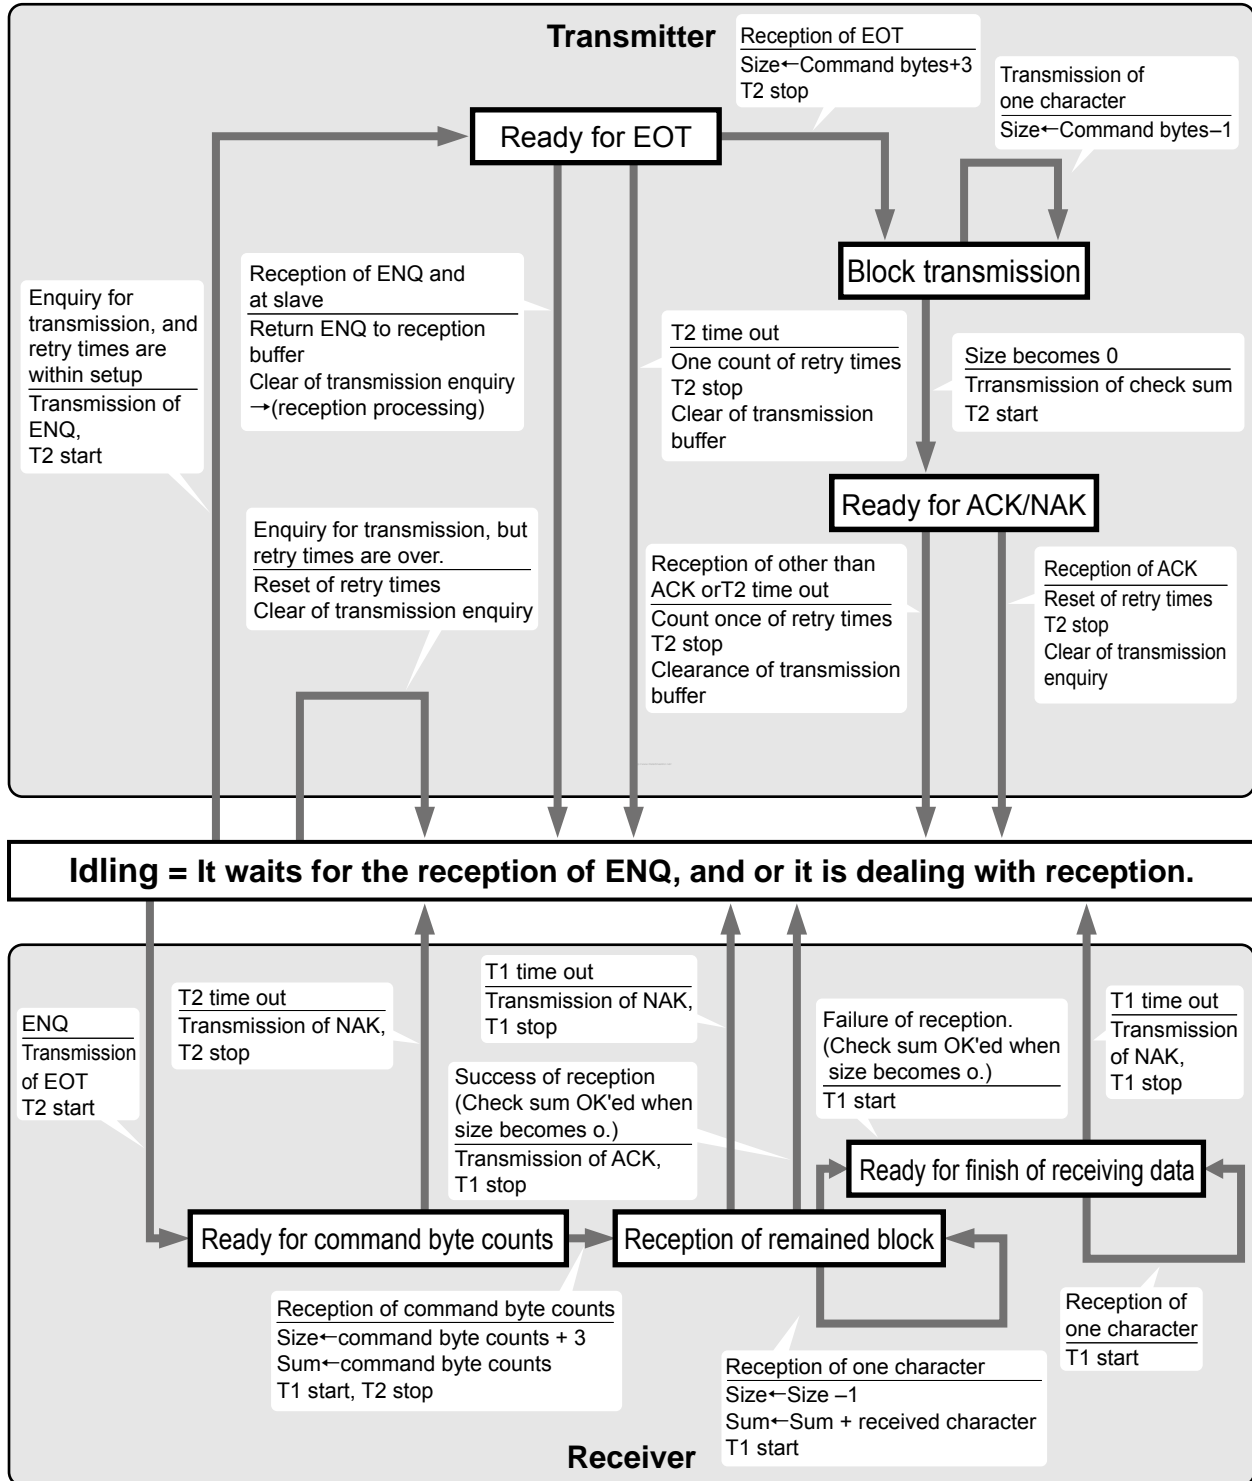 Transmitter
Reception of EOT
Size←Command bytes+3
T2 stop
Transmission of
one character
Size←Command bytes–1
Ready for EOT
Block transmission
Enquiry for
transmission, and
retry times are
within setup
Transmission of
ENQ,
T2 start
Reception of ENQ and
at slave
Return ENQ to reception
buffer
Clear of transmission enquiry
→(reception processing)
T2 time out
One count of retry times
T2 stop
Clear of transmission
buffer
Size becomes 0
Trransmission of check sum
T2 start
Ready for ACK/NAK
Enquiry for transmission, but
retry times are over.
Reset of retry times
Clear of transmission enquiry
Reception of other than
ACK orT2 time out
Count once of retry times
T2 stop
Clearance of transmission
buffer
Reception of ACK
Reset of retry times
T2 stop
Clear of transmission
enquiry
Idling = It waits for the reception of ENQ, and or it is dealing with reception.
ENQ
Transmission
of EOT
T2 start
T2 time out
Transmission of NAK,
T2 stop
T1 time out
Transmission of NAK,
T1 stop
Success of reception
(Check sum OK'ed when
size becomes o.)
Transmission of ACK,
T1 stop
Failure of reception.
(Check sum OK'ed when
size becomes o.)
T1 start
T1 time out
Transmission
of NAK,
T1 stop
Ready for finish of receiving data
Ready for command byte counts
Reception of remained block
Reception of command byte counts
Size←command byte counts + 3
Sum←command byte counts
T1 start, T2 stop
Reception of one character
Size←Size –1
Sum←Sum + received character
T1 start
Reception of
one character
T1 start
Receiver